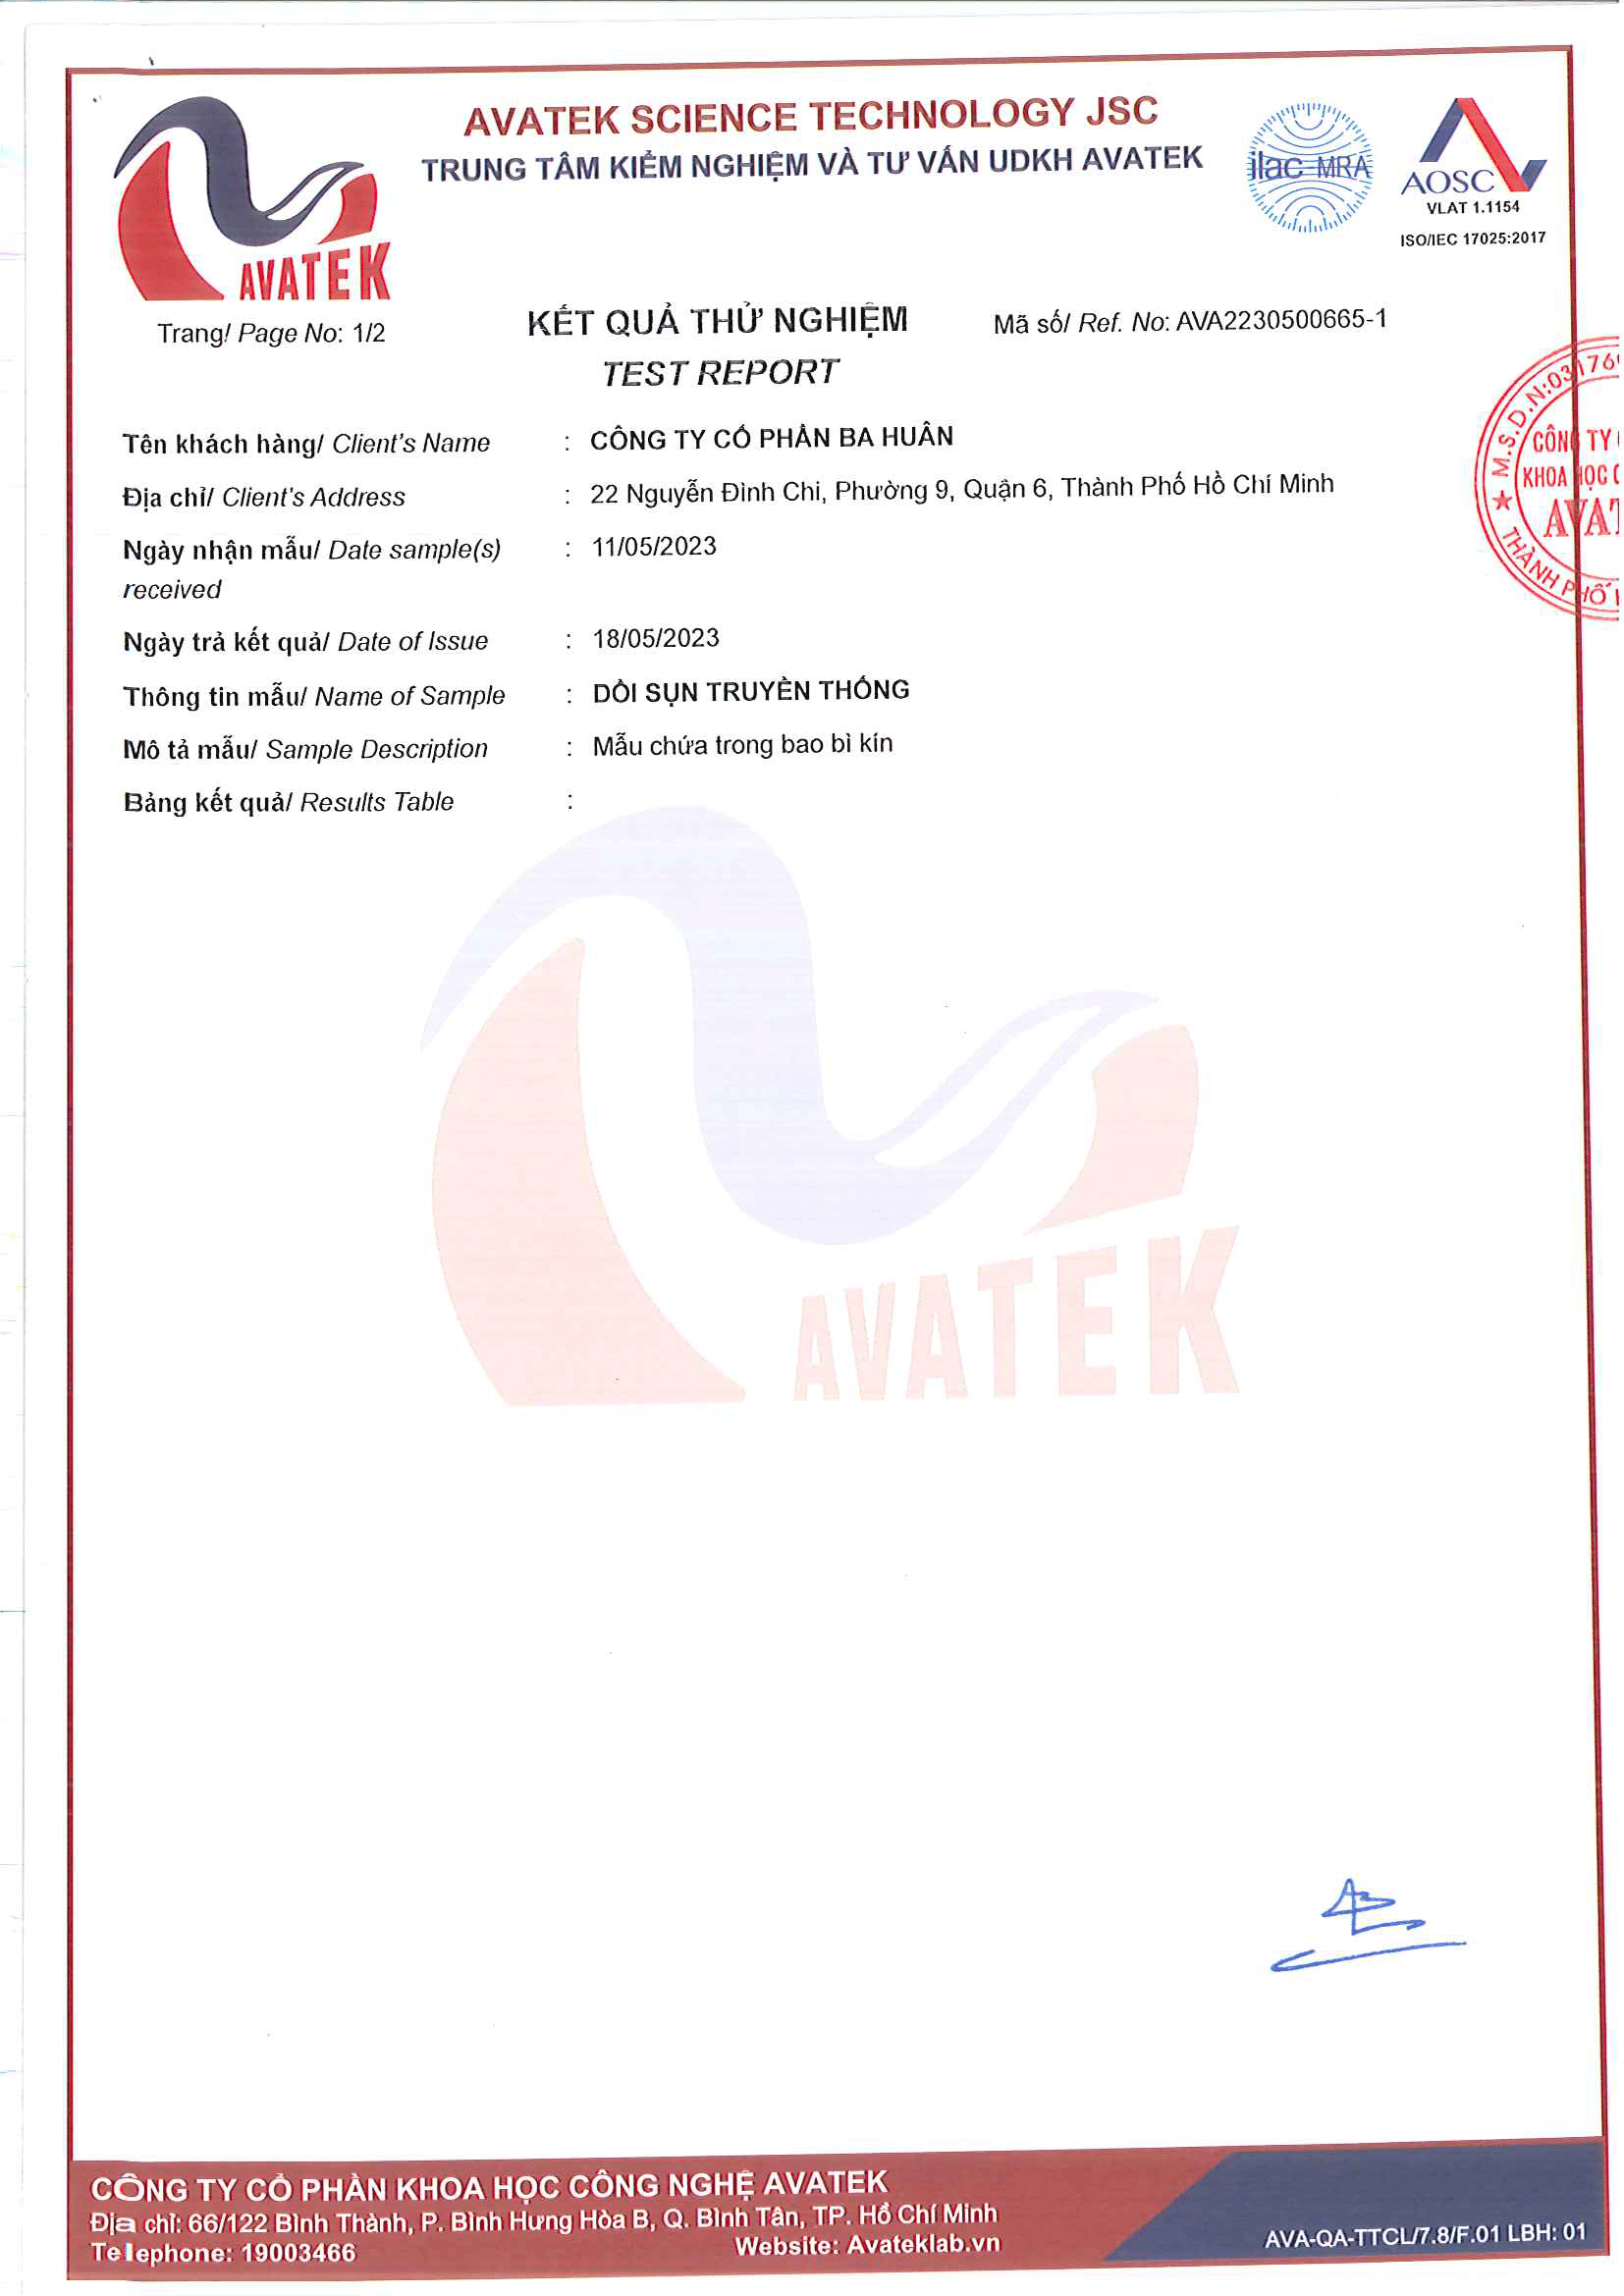 AVATEK SCIENCE TECHNOLOGY JSC
TRUNG TÂM KIỂM NGHIỆM VÀ TƯ VẤN UDKH AVATEK
AVATEK
ilac-MRA
AOSC
VLAT 1.1154
ISO/IEC 17025:2017
Trang/ Page No: 1/2
KẾT QUẢ THỬ NGHIỆM
TEST REPORT
Mã số/ Ref. No: AVA2230500665-1
Tên khách hàng/ Client's Name : CÔNG TY CỔ PHẦN BA HUÂN
Địa chỉ/ Client's Address : 22 Nguyễn Đình Chi, Phường 9, Quận 6, Thành Phố Hồ Chí Minh
Ngày nhận mẫu/ Date sample(s) : 11/05/2023
received
Ngày trả kết quả/ Date of Issue : 18/05/2023
Thông tin mẫu/ Name of Sample : DỒI SỤN TRUYỀN THỐNG
Mô tả mẫu/ Sample Description : Mẫu chứa trong bao bì kín
Bảng kết quả/ Results Table :
M.S.D.N:03176
CÔNG TY
KHOA HỌC
AVAT
THÀNH PHỐ
AVATEK
CÔNG TY CỔ PHẦN KHOA HỌC CÔNG NGHỆ AVATEK
Địa chỉ: 66/122 Bình Thành, P. Bình Hưng Hòa B, Q. Bình Tân, TP. Hồ Chí Minh
Telephone: 19003466
Website: Avateklab.vn
AVA-QA-TTCL/7.8/F.01 LBH: 01